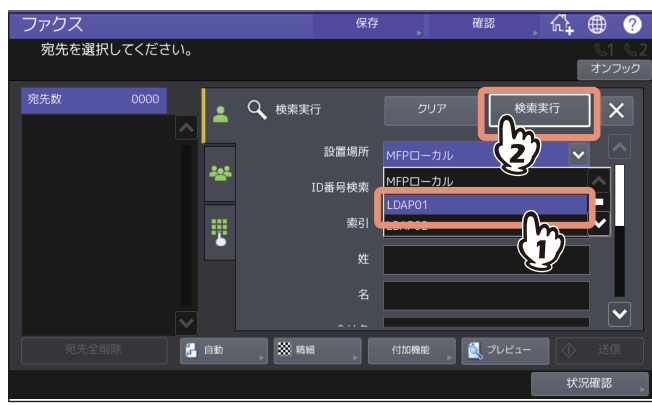 ファクス 保存 確認 ?
宛先を選択してください。 1 2
オンフック
宛先数 0000
検索実行 クリア 検索実行
2
設置場所 MFPローカル
ID番号検索 MFPローカル
LDAP01
索引
1
姓
名
宛先全削除 自動 精細 付加機能 プレビュー 送信
状況確認